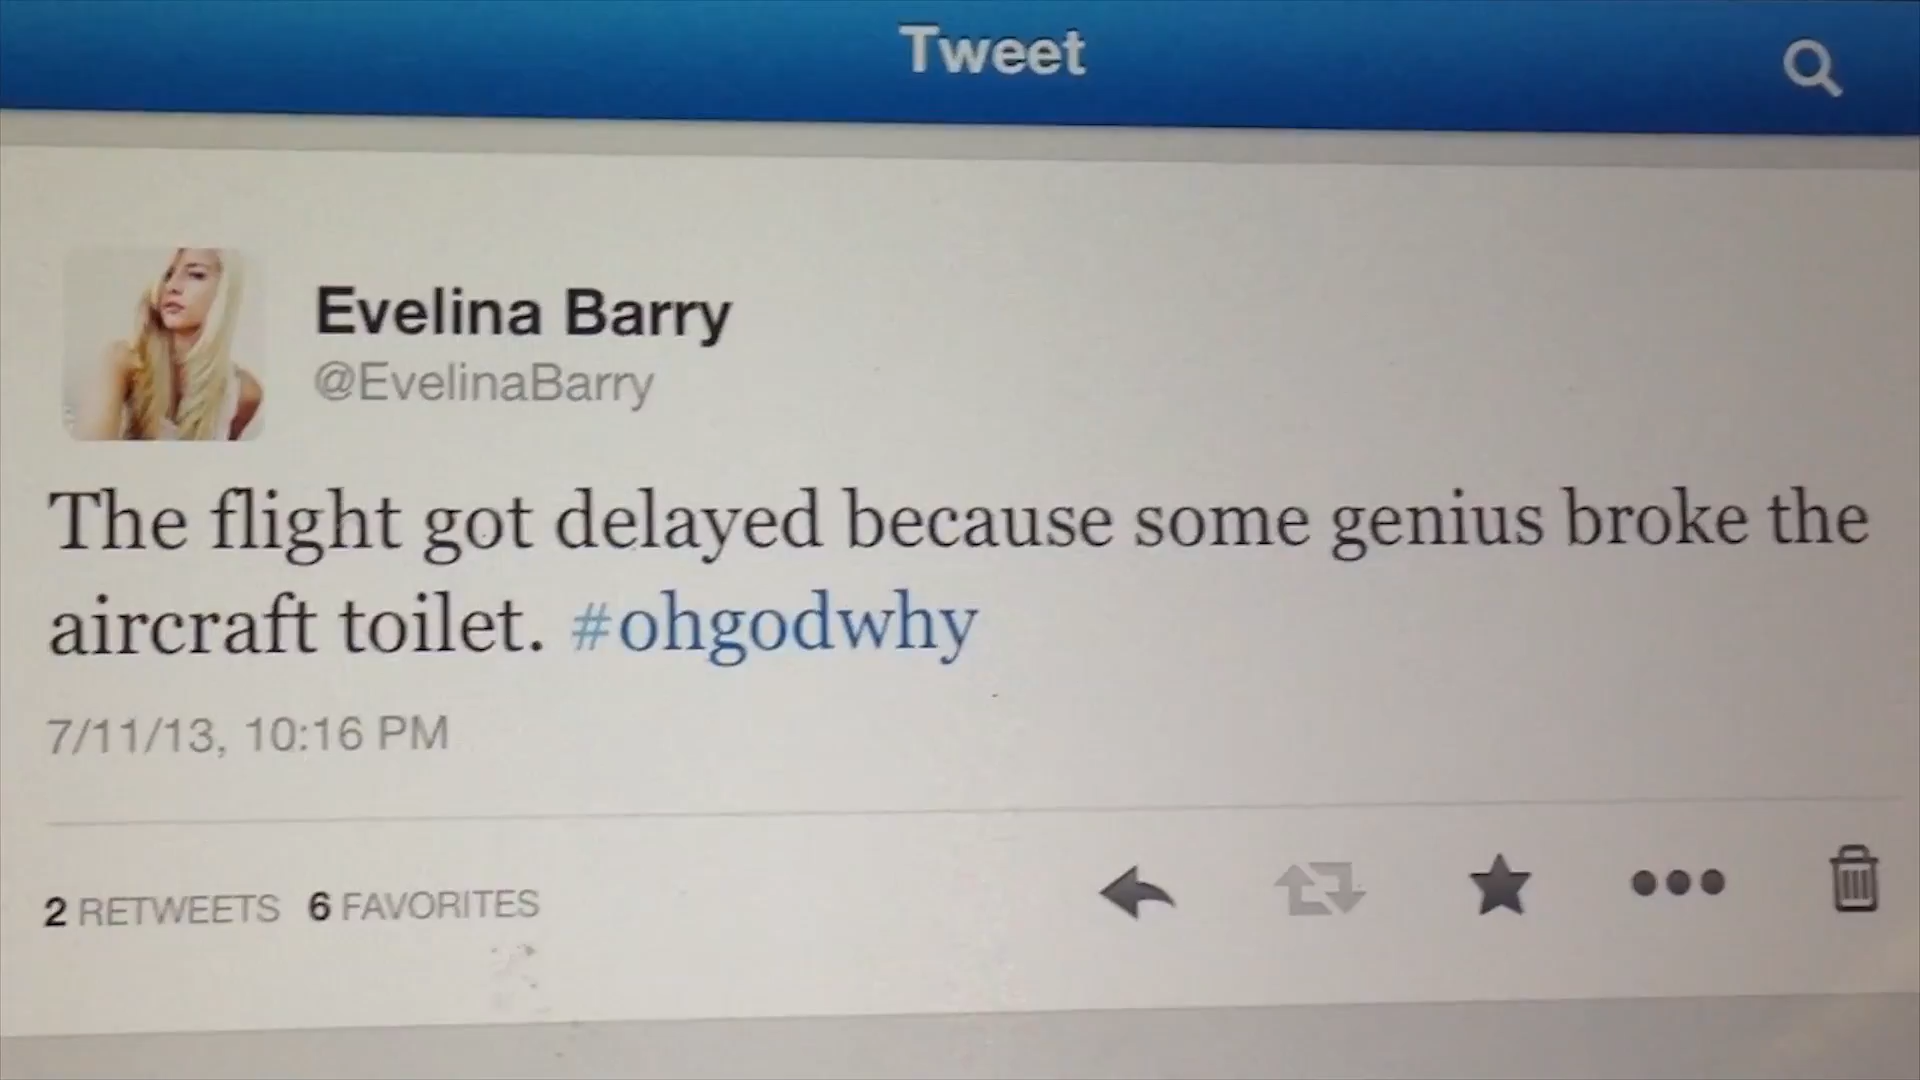 Tweet
Evelina Barry
@EvelinaBarry
The flight got delayed because some genius broke the
aircraft toilet. #ohgodwhy
7/11/13, 10:16 PM
2 RETWEETS 6 FAVORITES